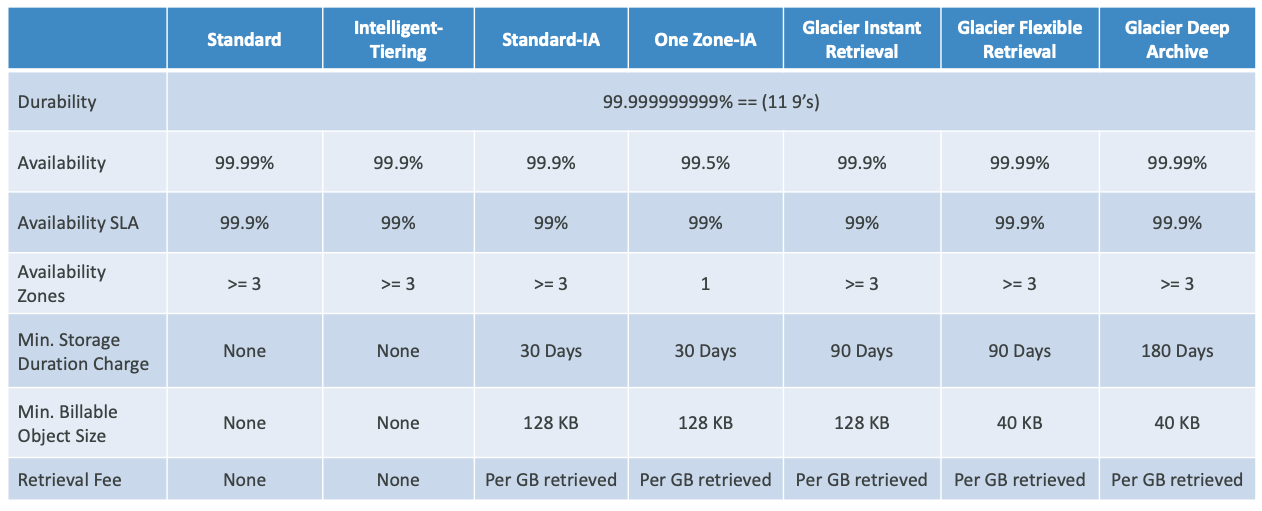 Standard
Intelligent-
Tiering
Standard-IA
One Zone-IA
Glacier Instant
Retrieval
Glacier Flexible
Retrieval
Glacier Deep
Archive
Durability
99.999999999% == (11 9’s)
Availability
99.99%
99.9%
99.9%
99.5%
99.9%
99.99%
99.99%
Availability SLA
99.9%
99%
99%
99%
99%
99.9%
99.9%
Availability
Zones
>= 3
>= 3
>= 3
1
>= 3
>= 3
>= 3
Min. Storage
Duration Charge
None
None
30 Days
30 Days
90 Days
90 Days
180 Days
Min. Billable
Object Size
None
None
128 KB
128 KB
128 KB
40 KB
40 KB
Retrieval Fee
None
None
Per GB retrieved
Per GB retrieved
Per GB retrieved
Per GB retrieved
Per GB retrieved